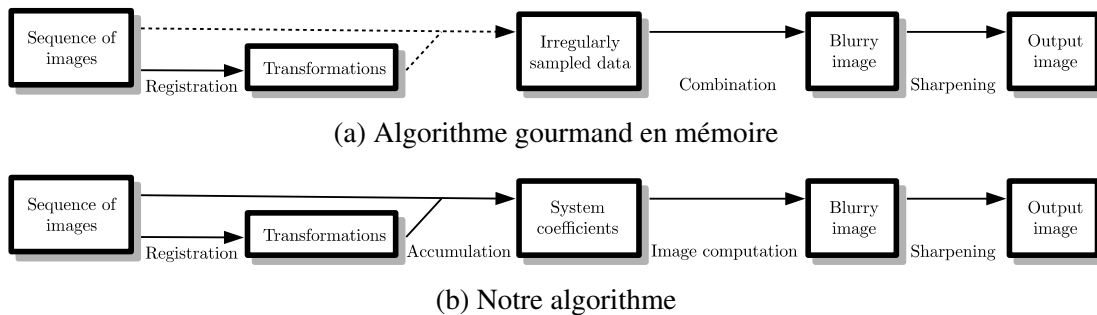 Sequence of
images
Registration
Transformations
Irregularly
sampled data
Combination
Blurry
image
Sharpening
Output
image
(a) Algorithme gourmand en mémoire
Sequence of
images
Registration
Transformations
Accumulation
System
coefficients
Image computation
Blurry
image
Sharpening
Output
image
(b) Notre algorithme